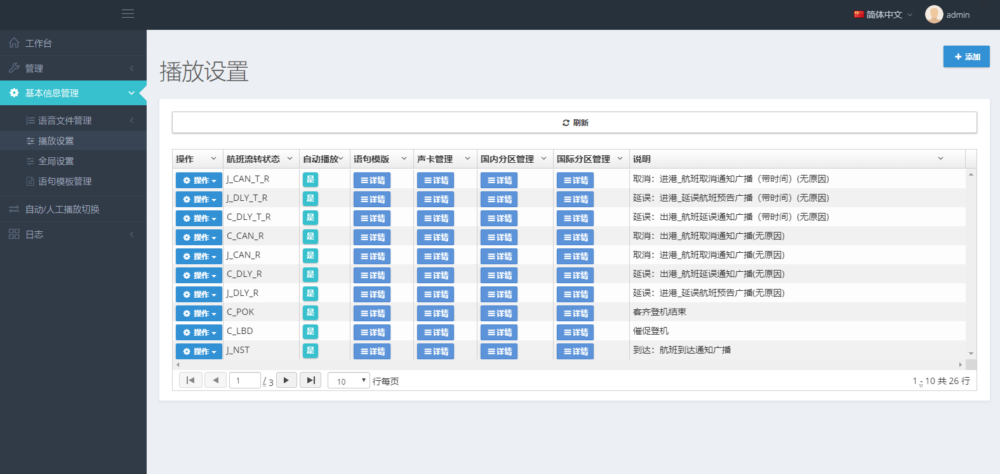 简体中文 admin
工作台
管理
基本信息管理
语音文件管理
播放设置
全局设置
语句模板管理
自动/人工播放切换
日志
播放设置
添加
刷新
操作 航班流转状态 自动播放 语句模版 声卡管理 国内分区管理 国际分区管理 说明
操作 J_CAN_T_R 是 详情 详情 详情 详情 取消：进港_航班取消通知广播（带时间）(无原因)
操作 J_DLY_T_R 是 详情 详情 详情 详情 延误：进港_延误航班预告广播（带时间）(无原因)
操作 C_DLY_T_R 是 详情 详情 详情 详情 延误：出港_航班延误通知广播（带时间）(无原因)
操作 C_CAN_R 是 详情 详情 详情 详情 取消：出港_航班取消通知广播(无原因)
操作 J_CAN_R 是 详情 详情 详情 详情 取消：进港_航班取消通知广播(无原因)
操作 C_DLY_R 是 详情 详情 详情 详情 延误：出港_航班延误通知广播(无原因)
操作 J_DLY_R 是 详情 详情 详情 详情 延误：进港_延误航班预告广播(无原因)
操作 C_POK 是 详情 详情 详情 详情 客齐登机结束
操作 C_LBD 是 详情 详情 详情 详情 催促登机
操作 J_NST 是 详情 详情 详情 详情 到达：航班到达通知广播
1 / 3 10 行每页 1 - 10 共 26 行